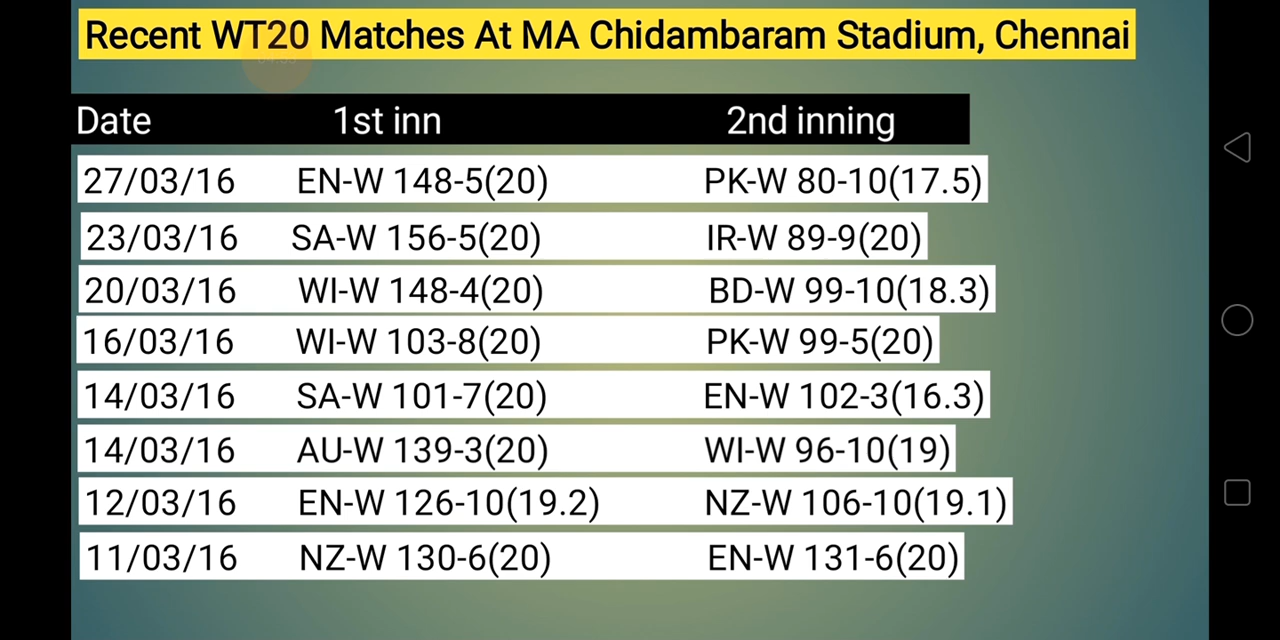 Recent WT20 Matches At MA Chidambaram Stadium, Chennai
Date 1st inn 2nd inning
27/03/16 EN-W 148-5(20) PK-W 80-10(17.5)
23/03/16 SA-W 156-5(20) IR-W 89-9(20)
20/03/16 WI-W 148-4(20) BD-W 99-10(18.3)
16/03/16 WI-W 103-8(20) PK-W 99-5(20)
14/03/16 SA-W 101-7(20) EN-W 102-3(16.3)
14/03/16 AU-W 139-3(20) WI-W 96-10(19)
12/03/16 EN-W 126-10(19.2) NZ-W 106-10(19.1)
11/03/16 NZ-W 130-6(20) EN-W 131-6(20)